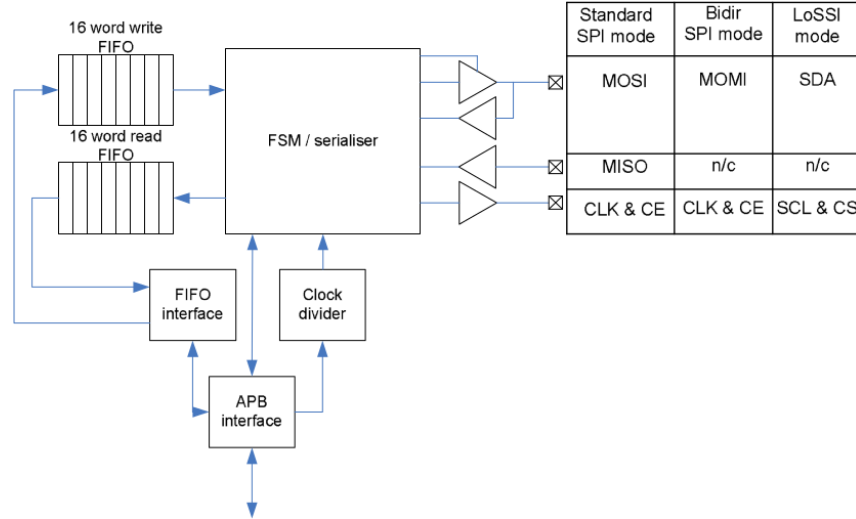 16 word write
FIFO
16 word read
FIFO
FSM / serialiser
FIFO
interface
Clock
divider
APB
interface
Standard
SPI mode
Bidir
SPI mode
LoSSI
mode
MOSI
MOMI
SDA
MISO
n/c
n/c
CLK & CE
CLK & CE
SCL & CS